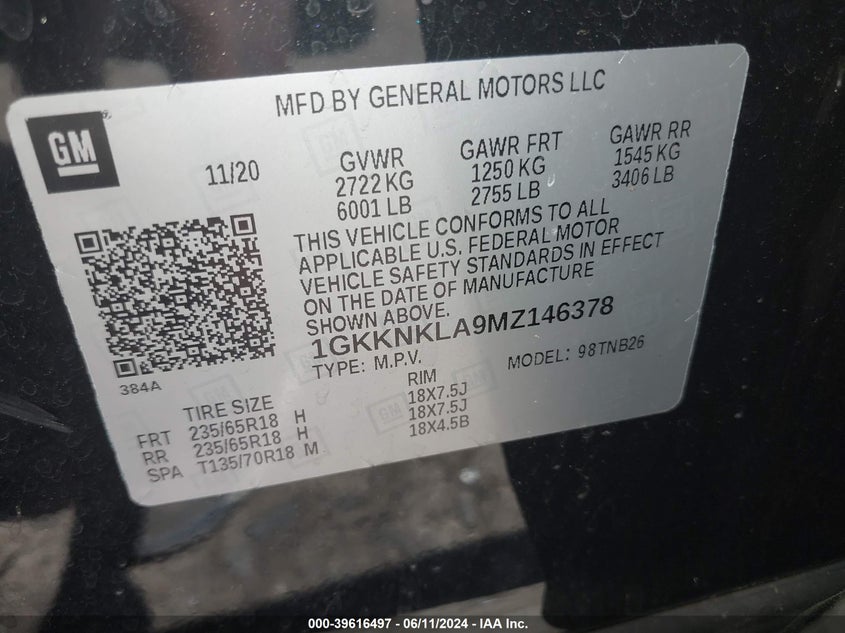 MFD BY GENERAL MOTORS LLC
GM
11/20
GVWR
2722 KG
6001 LB
GAWR FRT
1250 KG
2755 LB
GAWR RR
1545 KG
3406 LB
THIS VEHICLE CONFORMS TO ALL
APPLICABLE U.S. FEDERAL MOTOR
VEHICLE SAFETY STANDARDS IN EFFECT
ON THE DATE OF MANUFACTURE
SHOWN ABOVE.
1GKKNKLA9MZ146378
TYPE: M.P.V.
MODEL: 98TNB26
384A
TIRE SIZE
RIM
FRT 235/65R18 H 18X7.5J
RR 235/65R18 H 18X7.5J
SPA T135/70R18 M 18X4.5B
000-39616497 - 06/11/2024 - IAA Inc.